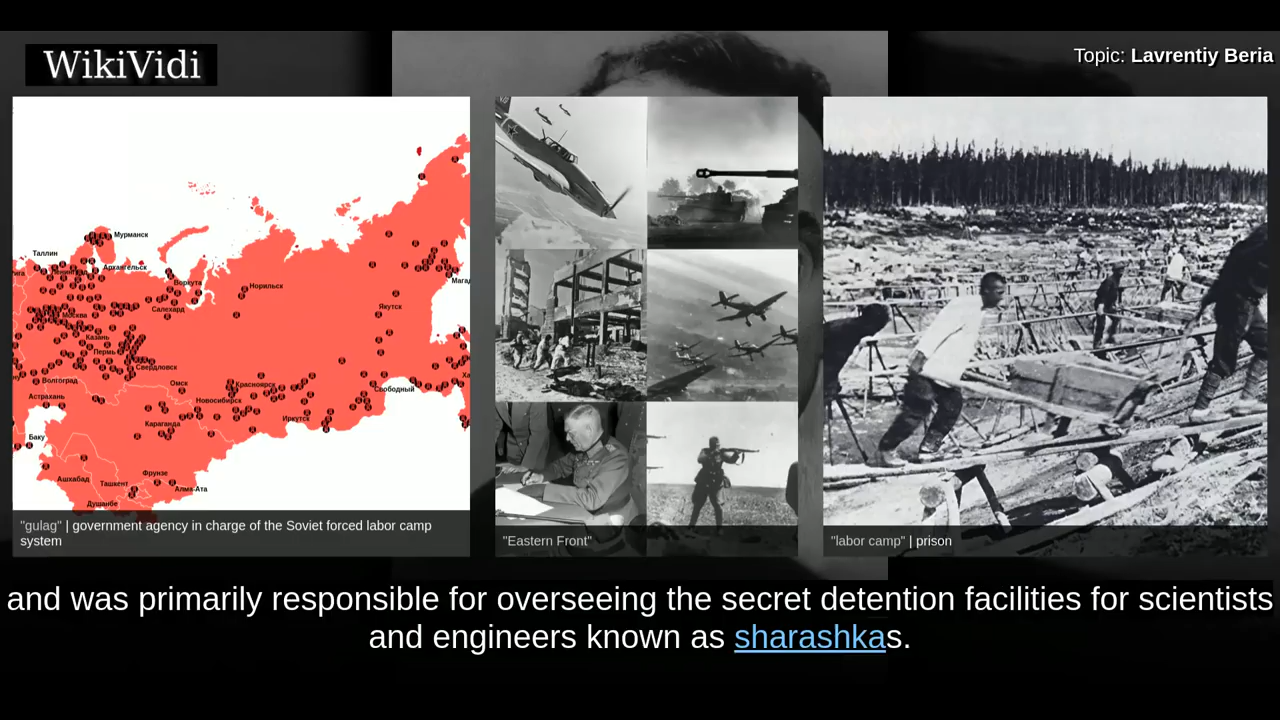 WikiVidi
Topic: Lavrentiy Beria
Мурманск
Таллин
Архангельск
Воркута
Норильск
Магад
Салехард
Якутск
Москва
Казань
Пермь
Свердловск
Волгоград
Омск
Красноярск
Свободный
Ха
Астрахань
Новосибирск
Караганда
Иркутск
Баку
Фрунзе
Ашхабад
Ташкент
Алма-Ата
Душанбе
"gulag" | government agency in charge of the Soviet forced labor camp
system
"Eastern Front"
"labor camp" | prison
and was primarily responsible for overseeing the secret detention facilities for scientists
and engineers known as sharashkas.